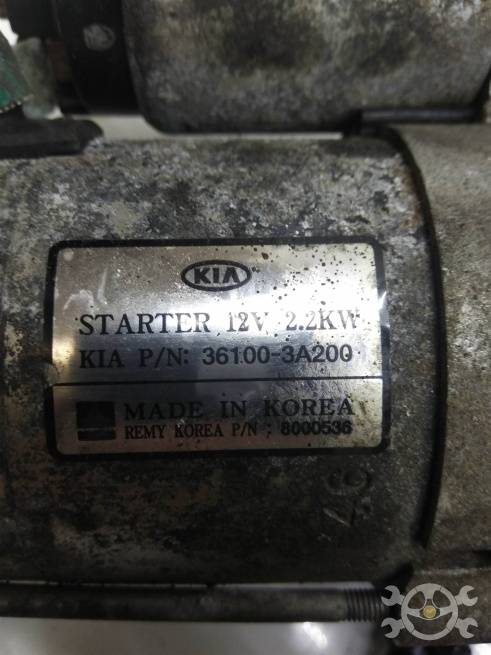 KIA
STARTER 12V 2.2KW
KIA P/N: 36100-3A200
MADE IN KOREA
REMY KOREA P/N : 8000536